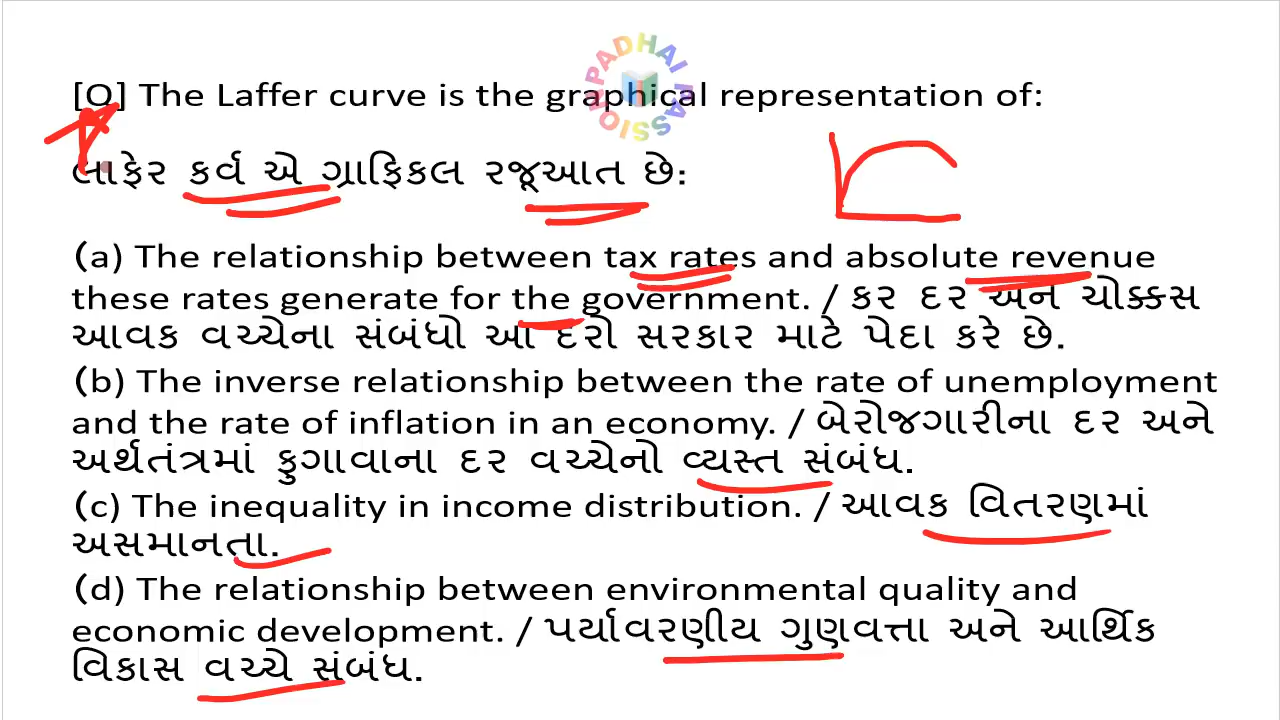 PADHAI PASSION
[Q] The Laffer curve is the graphical representation of:
લાફેર કર્વ એ ગ્રાફિકલ રજૂઆત છે:
(a) The relationship between tax rates and absolute revenue
these rates generate for the government. / કર દર અને ચોક્કસ
આવક વચ્ચેના સંબંધો આ દરો સરકાર માટે પેદા કરે છે.
(b) The inverse relationship between the rate of unemployment
and the rate of inflation in an economy. / બેરોજગારીના દર અને
અર્થતંત્રમાં ફુગાવાના દર વચ્ચેનો વ્યસ્ત સંબંધ.
(c) The inequality in income distribution. / આવક વિતરણમાં
અસમાનતા.
(d) The relationship between environmental quality and
economic development. / પર્યાવરણીય ગુણવત્તા અને આર્થિક
વિકાસ વચ્ચે સંબંધ.